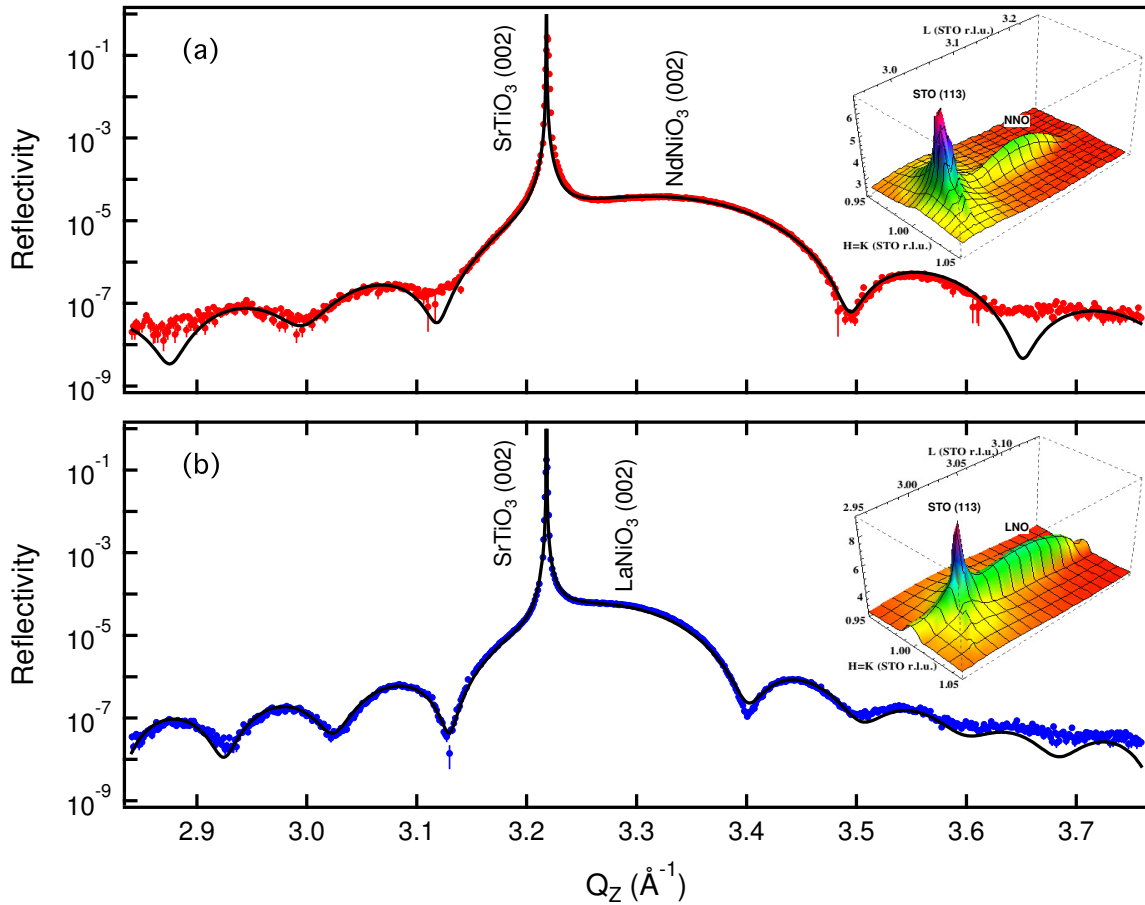 (a)
Reflectivity
10-1
10-3
10-5
10-7
10-9
SrTiO3 (002)
NdNiO3 (002)
L (STO r.l.u.)
3.0
3.1
3.2
STO (113)
NNO
6
5
4
3
0.95
1.00
1.05
H=K (STO r.l.u.)
(b)
Reflectivity
10-1
10-3
10-5
10-7
10-9
SrTiO3 (002)
LaNiO3 (002)
L (STO r.l.u.)
2.95
3.00
3.05
3.10
STO (113)
LNO
8
6
4
0.95
1.00
1.05
H=K (STO r.l.u.)
2.9 3.0 3.1 3.2 3.3 3.4 3.5 3.6 3.7
QZ (Å-1)